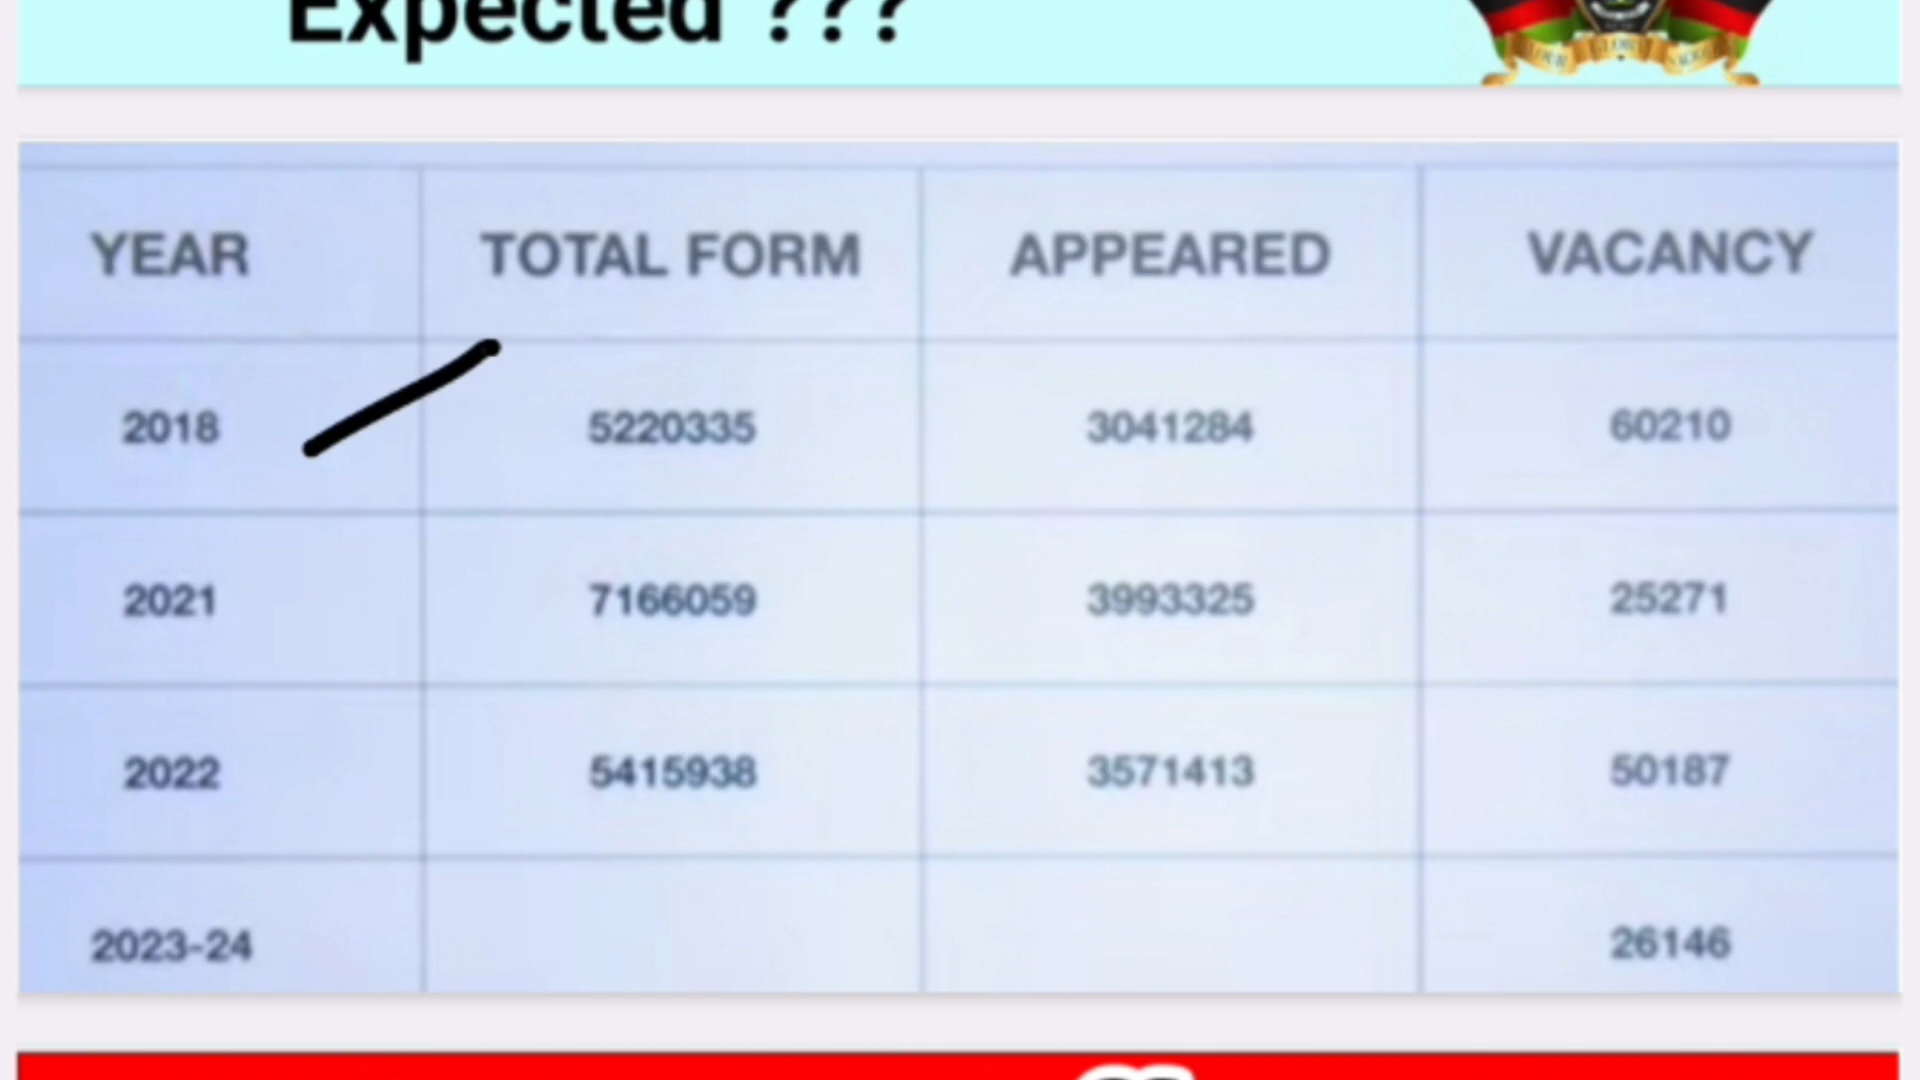 Expected ???
YEAR TOTAL FORM APPEARED VACANCY
2018 5220335 3041284 60210
2021 7166059 3993325 25271
2022 5415938 3571413 50187
2023-24 26146